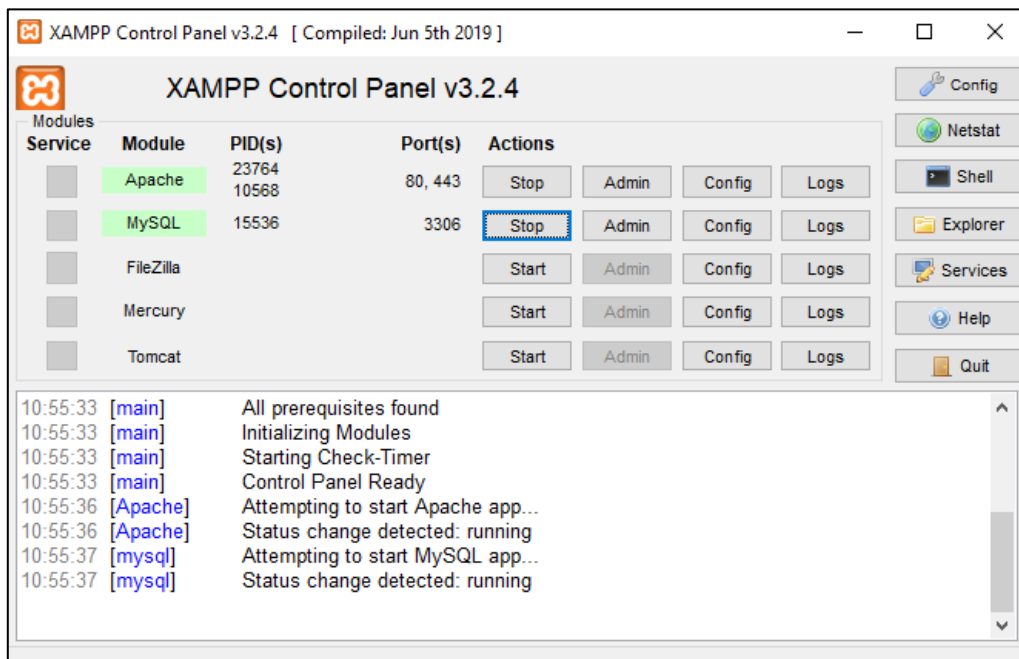 XAMPP Control Panel v3.2.4 [ Compiled: Jun 5th 2019 ]
XAMPP Control Panel v3.2.4
Config
Modules
Service Module PID(s) Port(s) Actions
Netstat
Apache 23764 80, 443 Stop Admin Config Logs
10568
Shell
MySQL 15536 3306 Stop Admin Config Logs
Explorer
FileZilla Start Admin Config Logs
Services
Mercury Start Admin Config Logs
Help
Tomcat Start Admin Config Logs
Quit
10:55:33 [main] All prerequisites found
10:55:33 [main] Initializing Modules
10:55:33 [main] Starting Check-Timer
10:55:33 [main] Control Panel Ready
10:55:36 [Apache] Attempting to start Apache app...
10:55:36 [Apache] Status change detected: running
10:55:37 [mysql] Attempting to start MySQL app...
10:55:37 [mysql] Status change detected: running